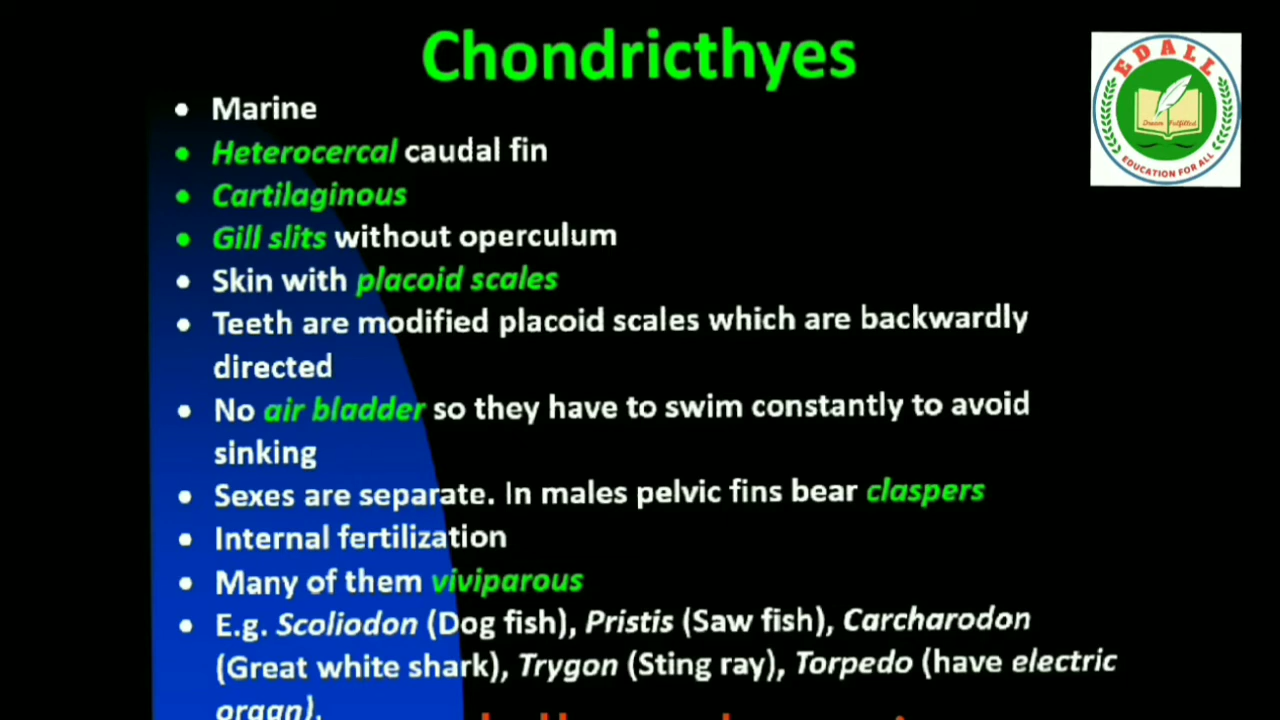 Chondricthyes
EDALL
Dream Fulfilled
EDUCATION FOR ALL
• Marine
• Heterocercal caudal fin
• Cartilaginous
• Gill slits without operculum
• Skin with placoid scales
• Teeth are modified placoid scales which are backwardly
directed
• No air bladder so they have to swim constantly to avoid
sinking
• Sexes are separate. In males pelvic fins bear claspers
• Internal fertilization
• Many of them viviparous
• E.g. Scoliodon (Dog fish), Pristis (Saw fish), Carcharodon
(Great white shark), Trygon (Sting ray), Torpedo (have electric
organ).